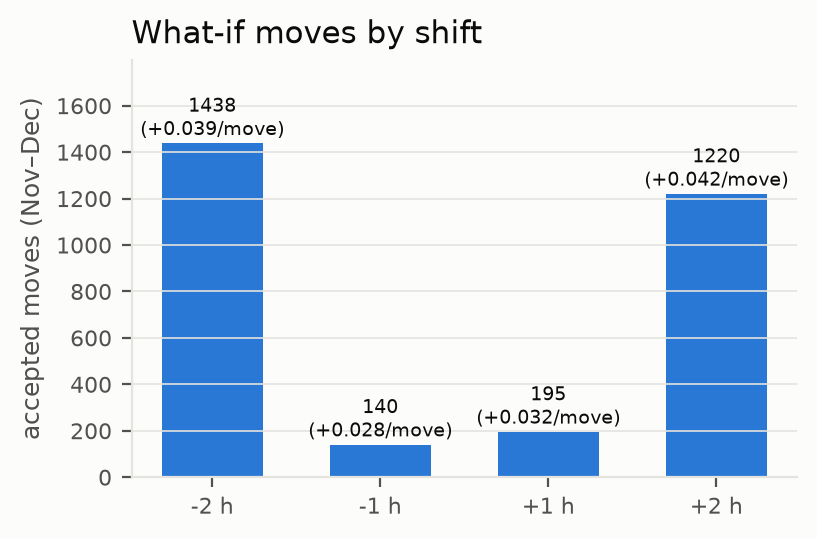 What-if moves by shift
accepted moves (Nov–Dec)
1600
1400
1200
1000
800
600
400
200
0
1438
(+0.039/move)
140
(+0.028/move)
195
(+0.032/move)
1220
(+0.042/move)
-2 h
-1 h
+1 h
+2 h